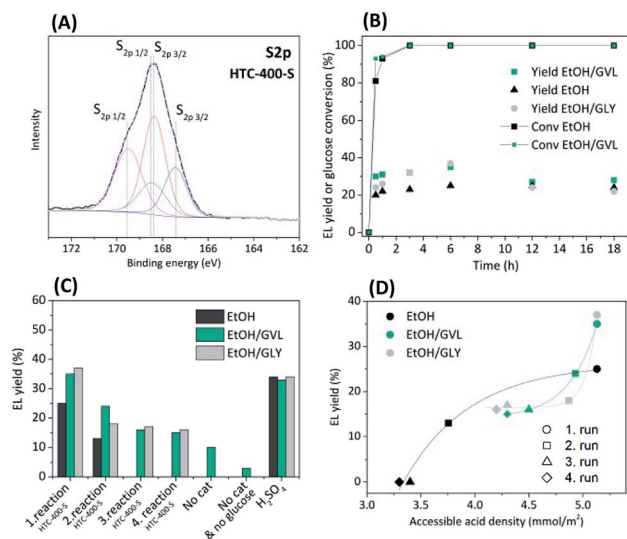 (A)
S2p
HTC-400-S
S2p 1/2
S2p 3/2
S2p 1/2
S2p 3/2
Intensity
172 170 168 166 164 162
Binding energy (eV)
(B)
EL yield or glucose conversion (%)
100
80
60
40
20
0
Yield EtOH/GVL
Yield EtOH
Yield EtOH/GLY
Conv EtOH
Conv EtOH/GVL
0 3 6 9 12 15 18
Time (h)
(C)
EL yield (%)
60
50
40
30
20
10
0
EtOH
EtOH/GVL
EtOH/GLY
1.reaction
HTC-400-S
2.reaction
HTC-400-S
3.reaction
HTC-400-S
4. reaction
HTC-400-S
No cat
No cat
& no glucose
H2SO4
(D)
EL yield (%)
40
30
20
10
0
EtOH
EtOH/GVL
EtOH/GLY
1. run
2. run
3. run
4. run
3.0 3.5 4.0 4.5 5.0
Accessible acid density (mmol/m²)